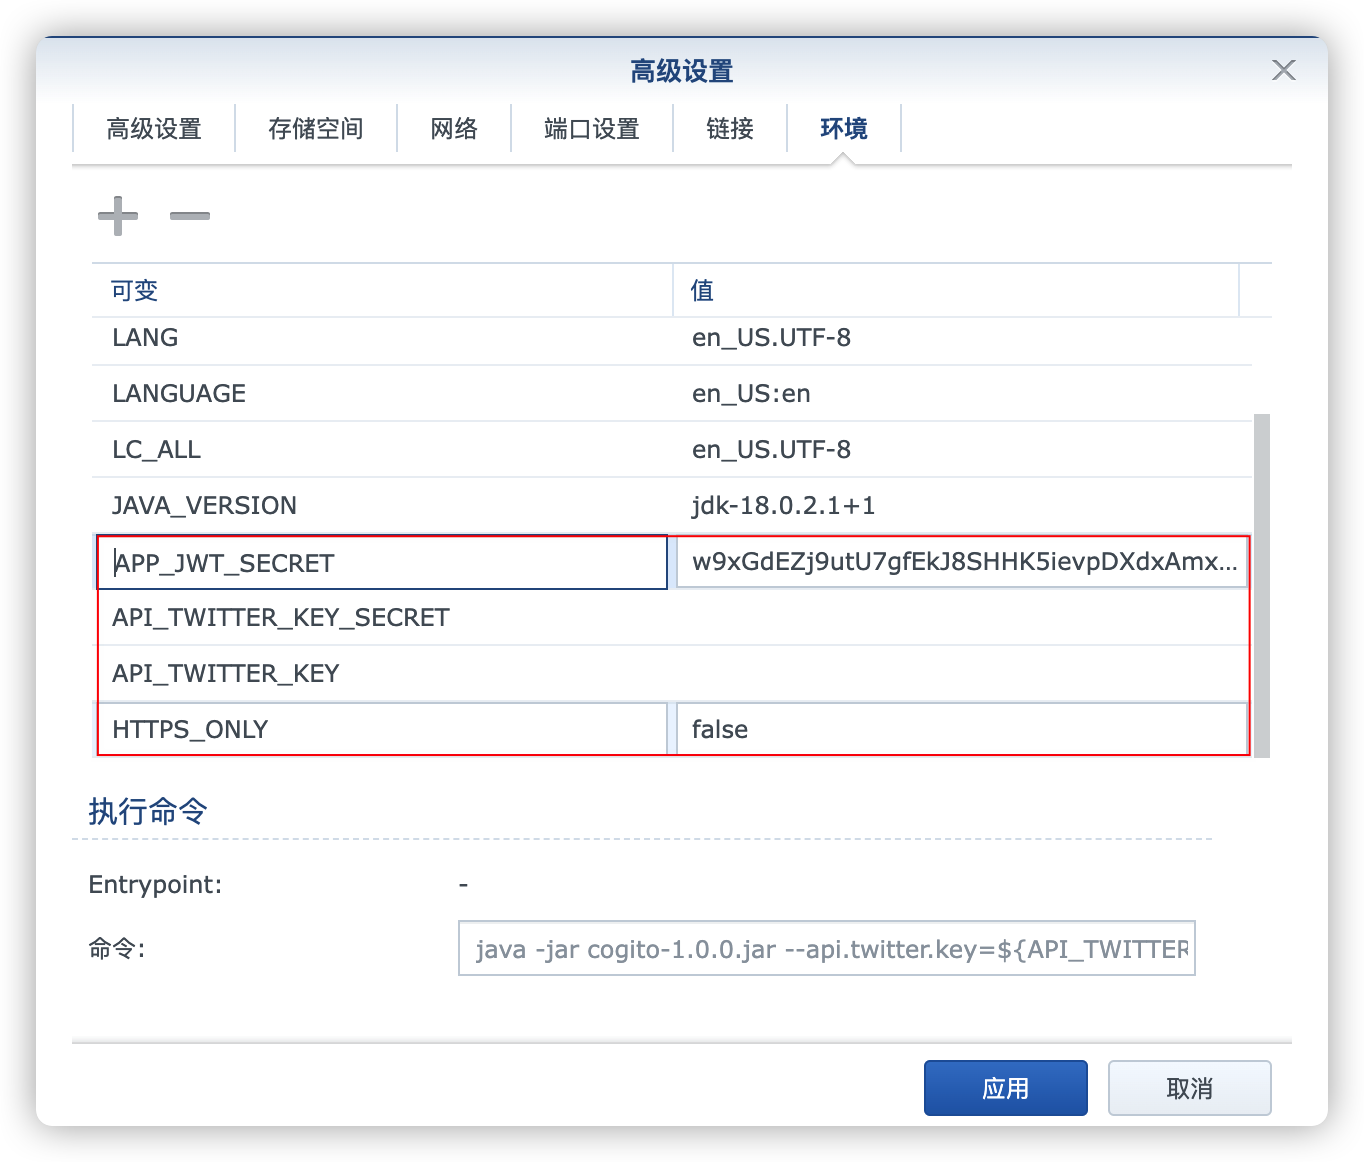 高级设置
高级设置 存储空间 网络 端口设置 链接 环境
可变 值
LANG en_US.UTF-8
LANGUAGE en_US:en
LC_ALL en_US.UTF-8
JAVA_VERSION jdk-18.0.2.1+1
APP_JWT_SECRET w9xGdEZj9utU7gfEkJ8SHHK5ievpDXdxAmx...
API_TWITTER_KEY_SECRET
API_TWITTER_KEY
HTTPS_ONLY false
执行命令
Entrypoint: -
命令: java -jar cogito-1.0.0.jar --api.twitter.key=${API_TWITTER
应用 取消